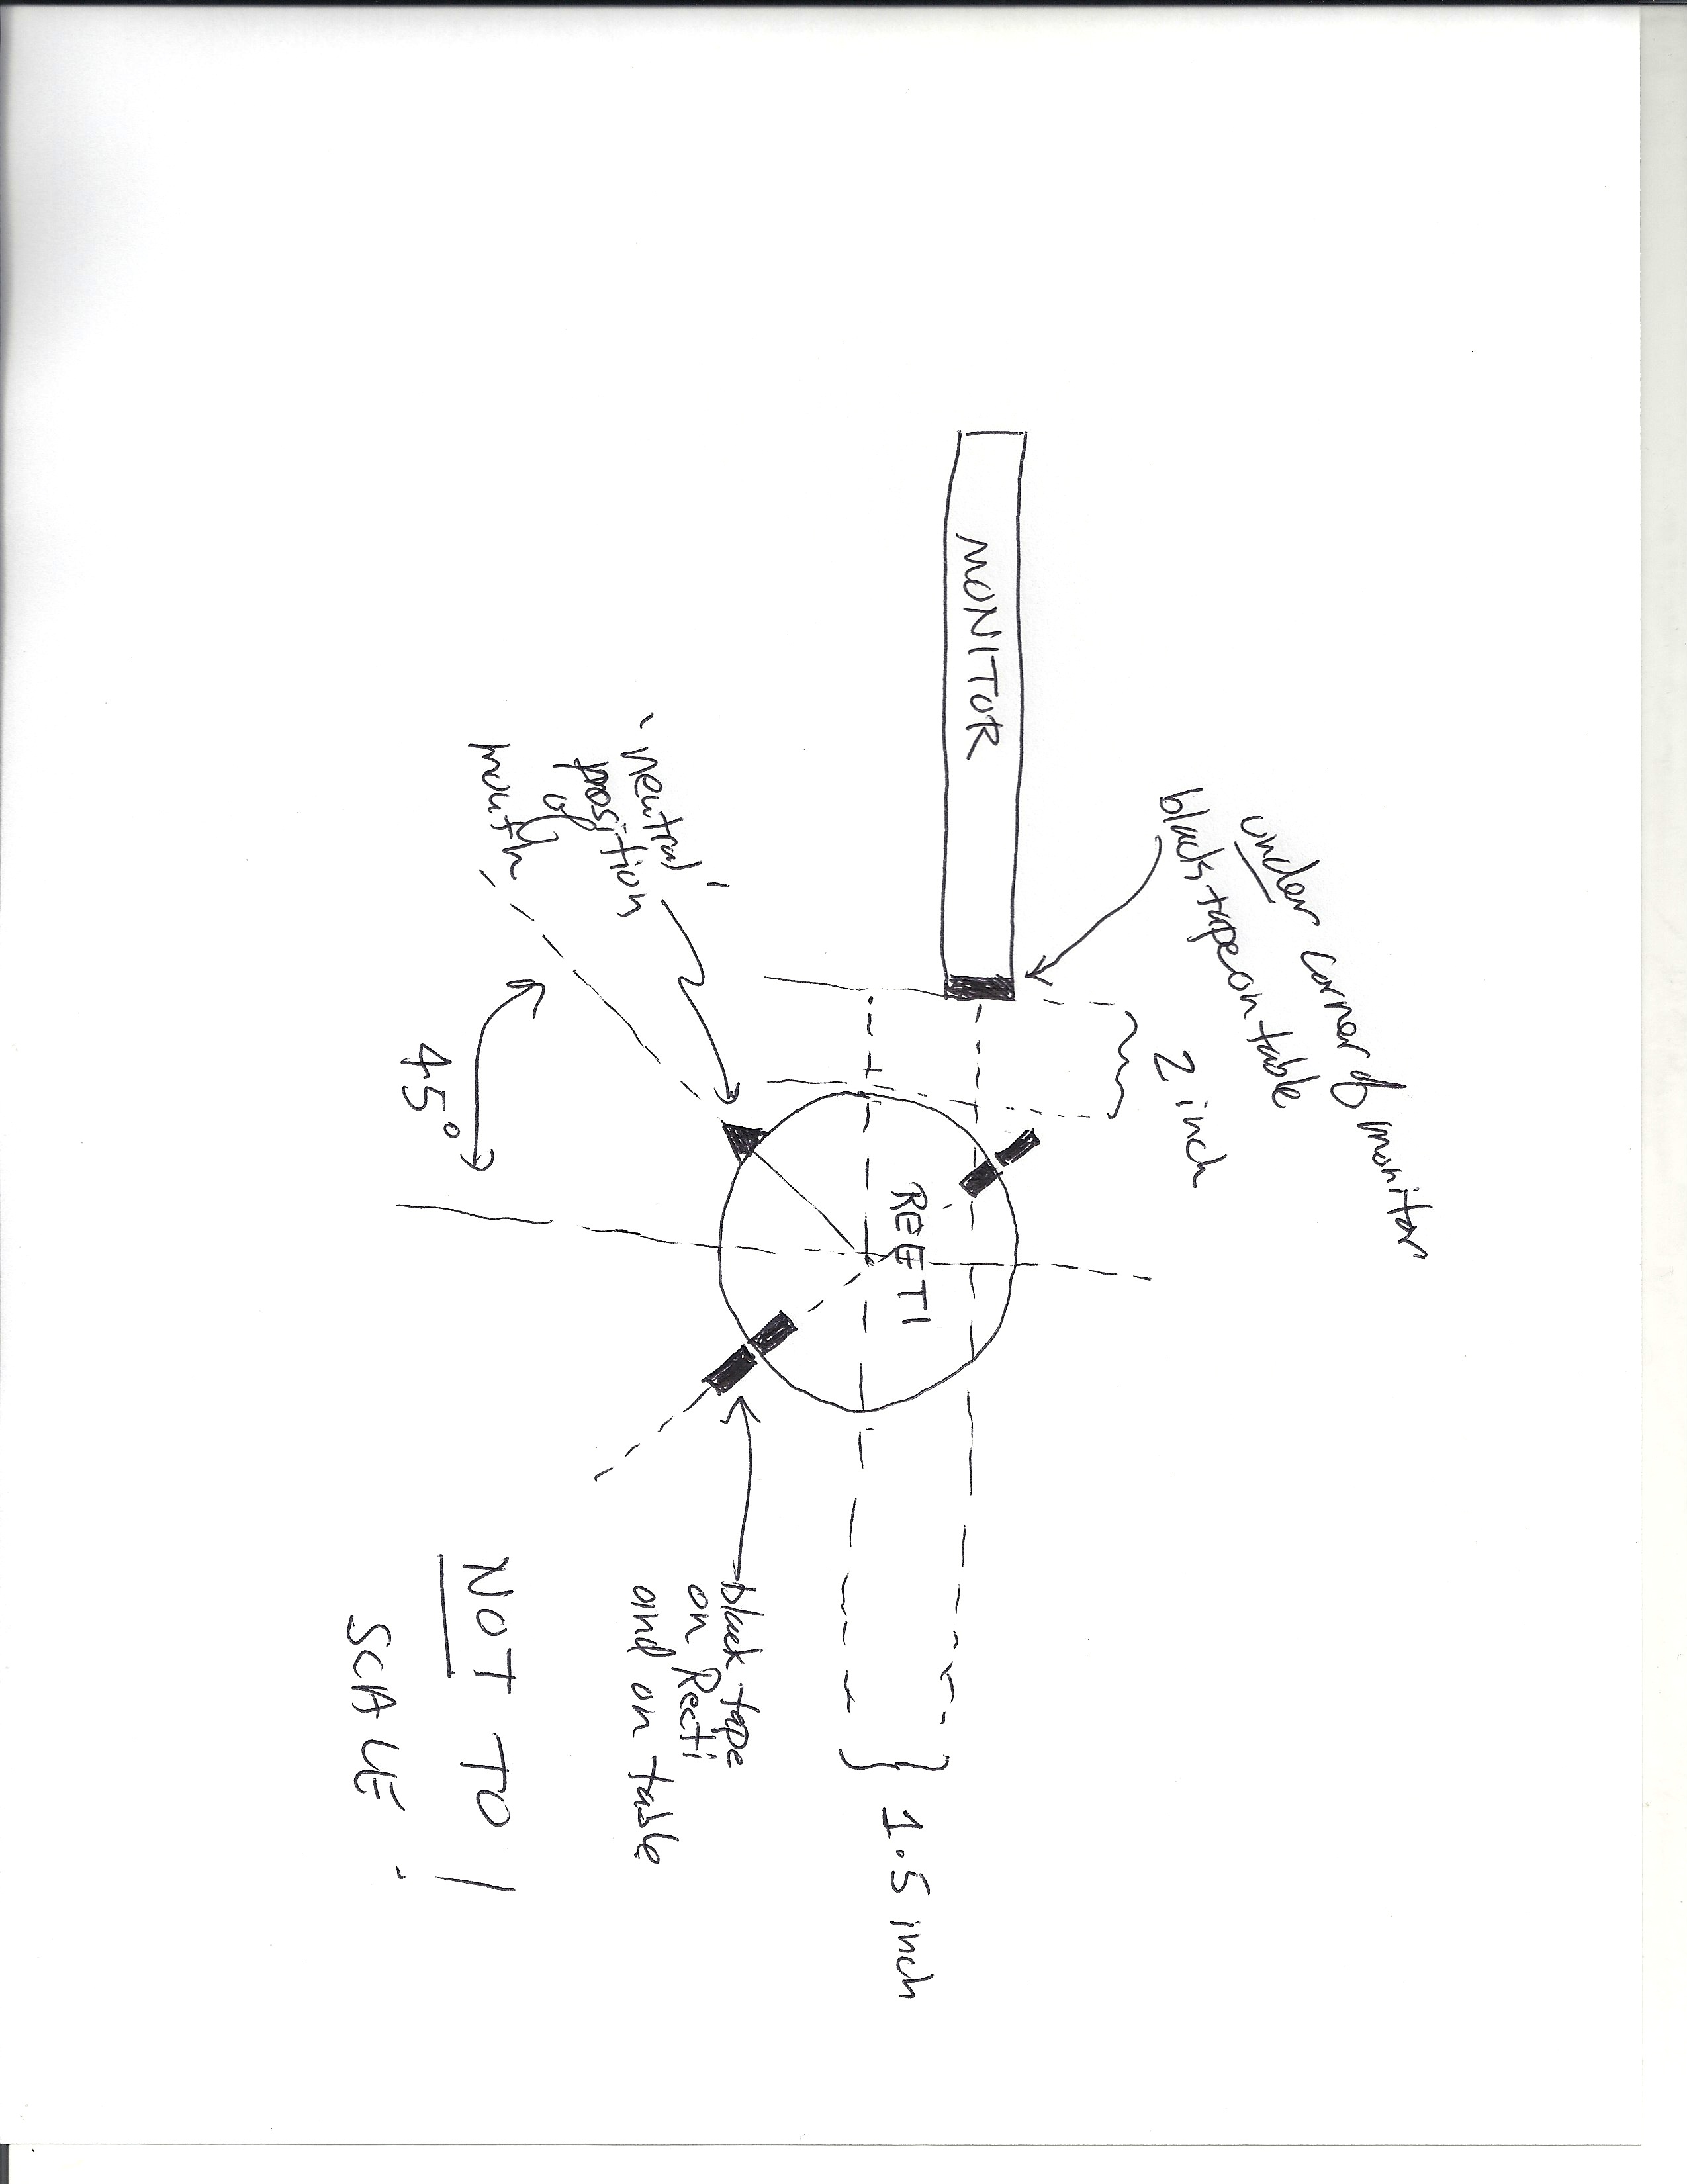 under corner of monitor
black tape on table
2 inch
MONITOR
REETI
1.5 inch
'neutral'
position
of
mouth
45°
black tape
on Reeti
and on table
NOT TO
SCALE !